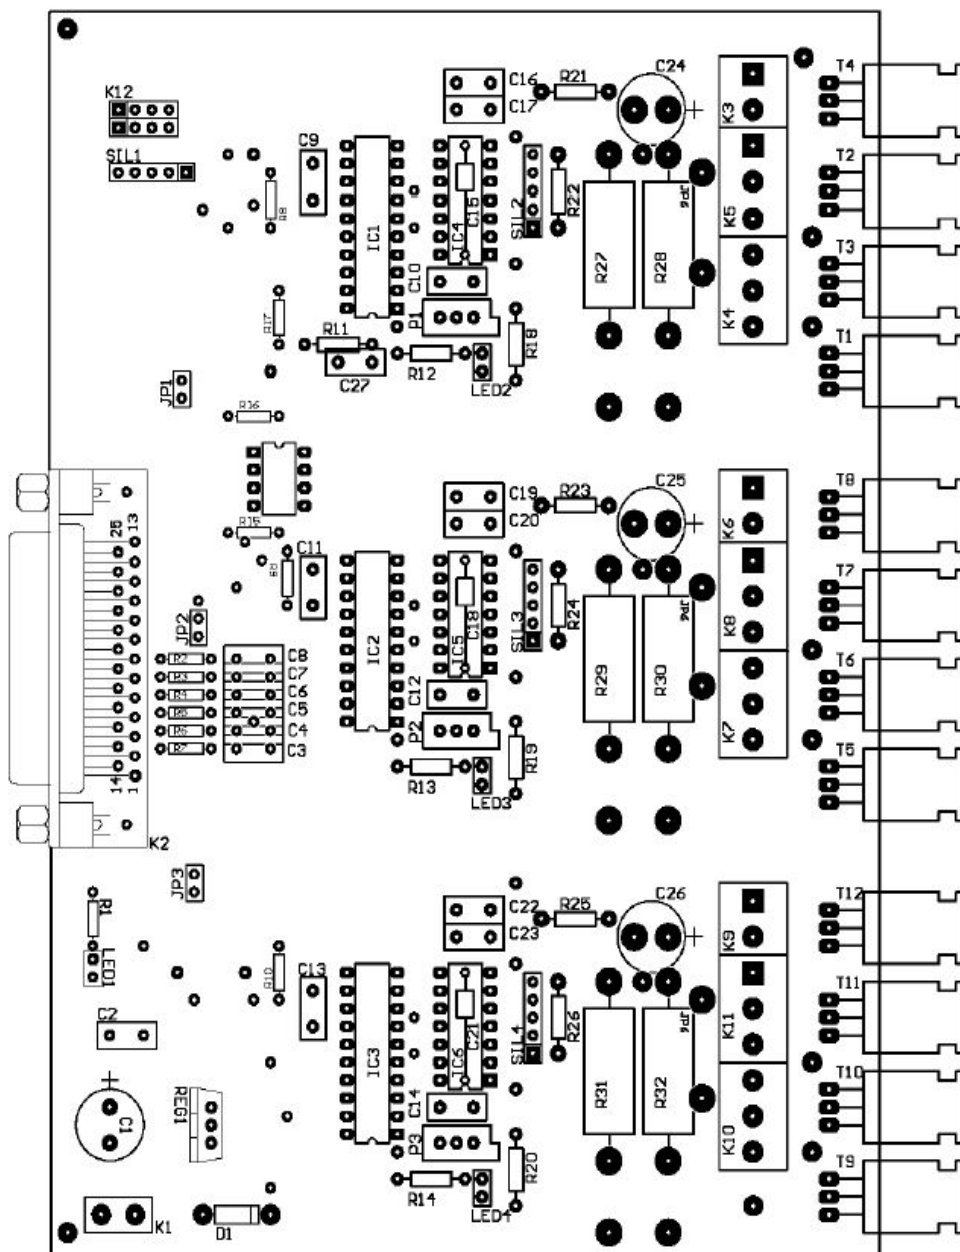 T4
C16 R21 C24
K12 C17 K3
SIL1 C9
T2
R8 IC1 IC4 C15 SIL2 R22 JP6 K5
T3
C10 R27 R28
R17 P1 K4
R11 R18 T1
C27 R12 LED2
JP1
R16
T8
C19 R23 C25
C20 K6
25 13
R15
R9 C11 T7
JP2 IC2 IC5 C18 SIL3 R24 JP6 K8
R2 C8
R3 C7 T6
R4 C6 C12 R29 R30
R5 C5
R6 C4 P2 K7
R7 C3 R19 T5
14 1 R13 LED3
K2
JP3
T12
R1 C22 R25 C26
C23 K9
LED1 R10 C13 T11
C2 IC3 IC6 C21 SIL4 R26 JP6 K11
T10
C1 REG1 C14 R31 R32
P3 K10
R20 T9
R14 LED4
K1 D1